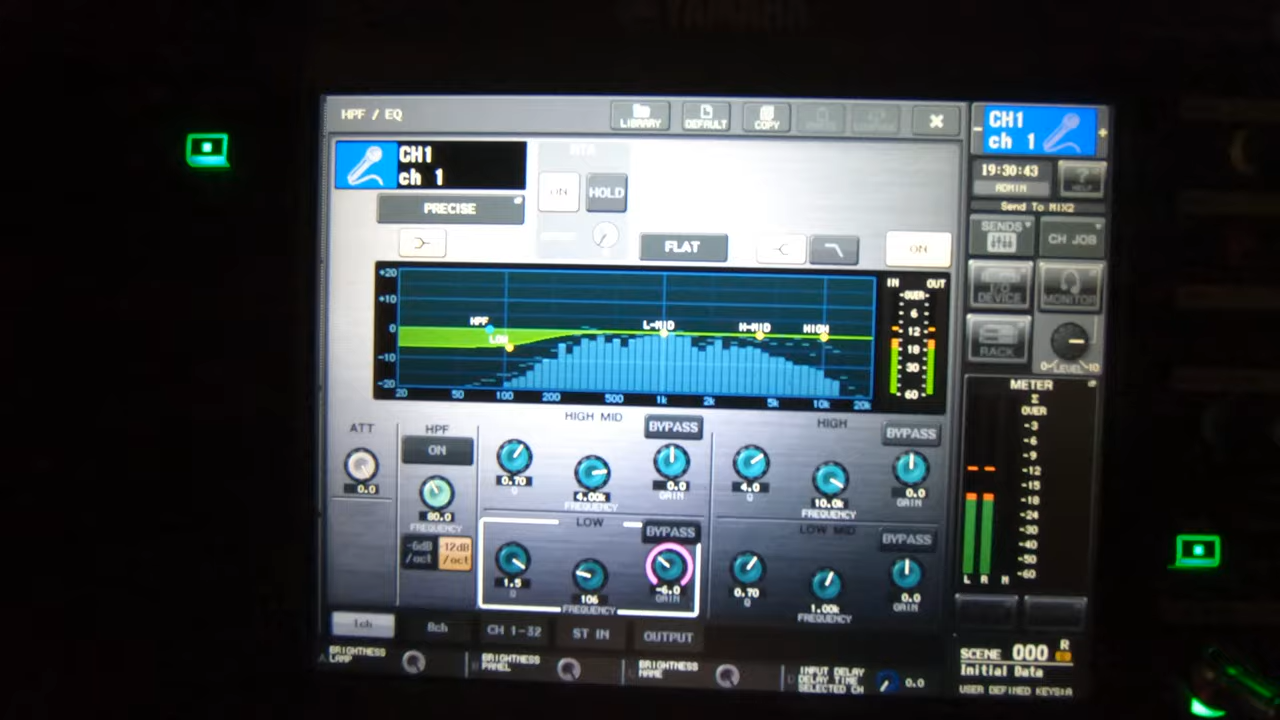 YAMAHA
HPF / EQ
LIBRARY
DEFAULT
COPY
CH1
ch 1
CH1
ch 1
RTA
ON
HOLD
PRECISE
FLAT
ON
19:30:43
ADMIN
HELP
Send To MIX2
SENDS
CH JOB
I/O
DEVICE
MONITOR
RACK
0 LEVEL 10
+20
+10
0
-10
-20
HPF
LOW
L-MID
H-MID
HIGH
20 50 100 200 500 1k 2k 5k 10k 20k
IN OUT
OVER
6
12
18
30
60
METER
Σ
OVER
-3
-6
-9
-12
-15
-18
-24
-30
-40
-50
-60
L R M
ATT
0.0
HPF
ON
80.0
FREQUENCY
-6dB
/oct
-12dB
/oct
HIGH MID
BYPASS
0.70
Q
4.00k
FREQUENCY
0.0
GAIN
HIGH
BYPASS
4.0
Q
10.0k
FREQUENCY
0.0
GAIN
LOW
BYPASS
1.5
Q
106
FREQUENCY
-6.0
GAIN
LOW MID
BYPASS
0.70
Q
1.00k
FREQUENCY
0.0
GAIN
1ch
8ch
CH 1-32
ST IN
OUTPUT
BRIGHTNESS
LAMP
BRIGHTNESS
PANEL
BRIGHTNESS
NAME
INPUT DELAY
DELAY TIME
SELECTED CH
0.0
SCENE 000 R
Initial Data
USER DEFINED KEYS:A